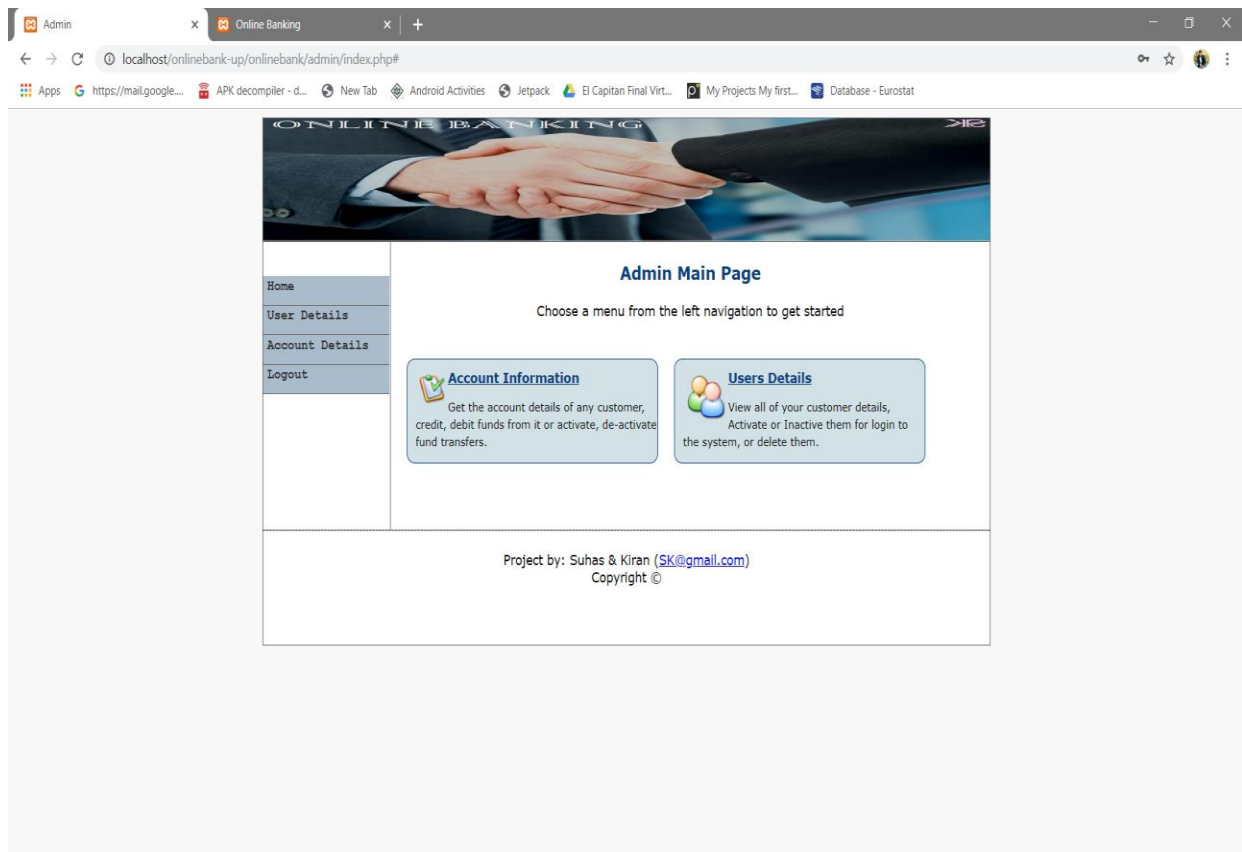 Admin
Online Banking
localhost/onlinebank-up/onlinebank/admin/index.php#
Apps
https://mail.google....
APK decompiler - d...
New Tab
Android Activities
Jetpack
El Capitan Final Virt...
My Projects My first...
Database - Eurostat
ONLINE BANKING
SK
Home
User Details
Account Details
Logout
Admin Main Page
Choose a menu from the left navigation to get started
Account Information
Get the account details of any customer,
credit, debit funds from it or activate, de-activate
fund transfers.
Users Details
View all of your customer details,
Activate or Inactive them for login to
the system, or delete them.
Project by: Suhas & Kiran (SK@gmail.com)
Copyright ©